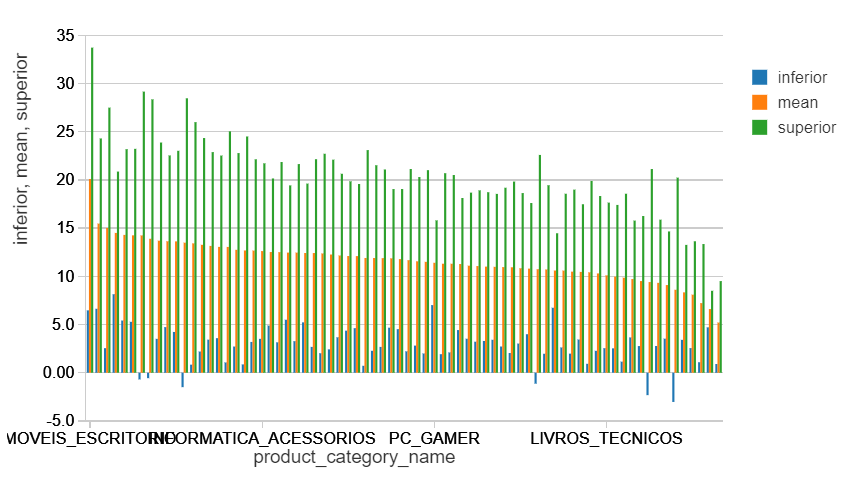 35
30
25
20
15
10
5.0
0.00
-5.0
inferior, mean, superior
MOVEIS_ESCRITORIO
INFORMATICA_ACESSORIOS
PC_GAMER
LIVROS_TECNICOS
product_category_name
inferior
mean
superior